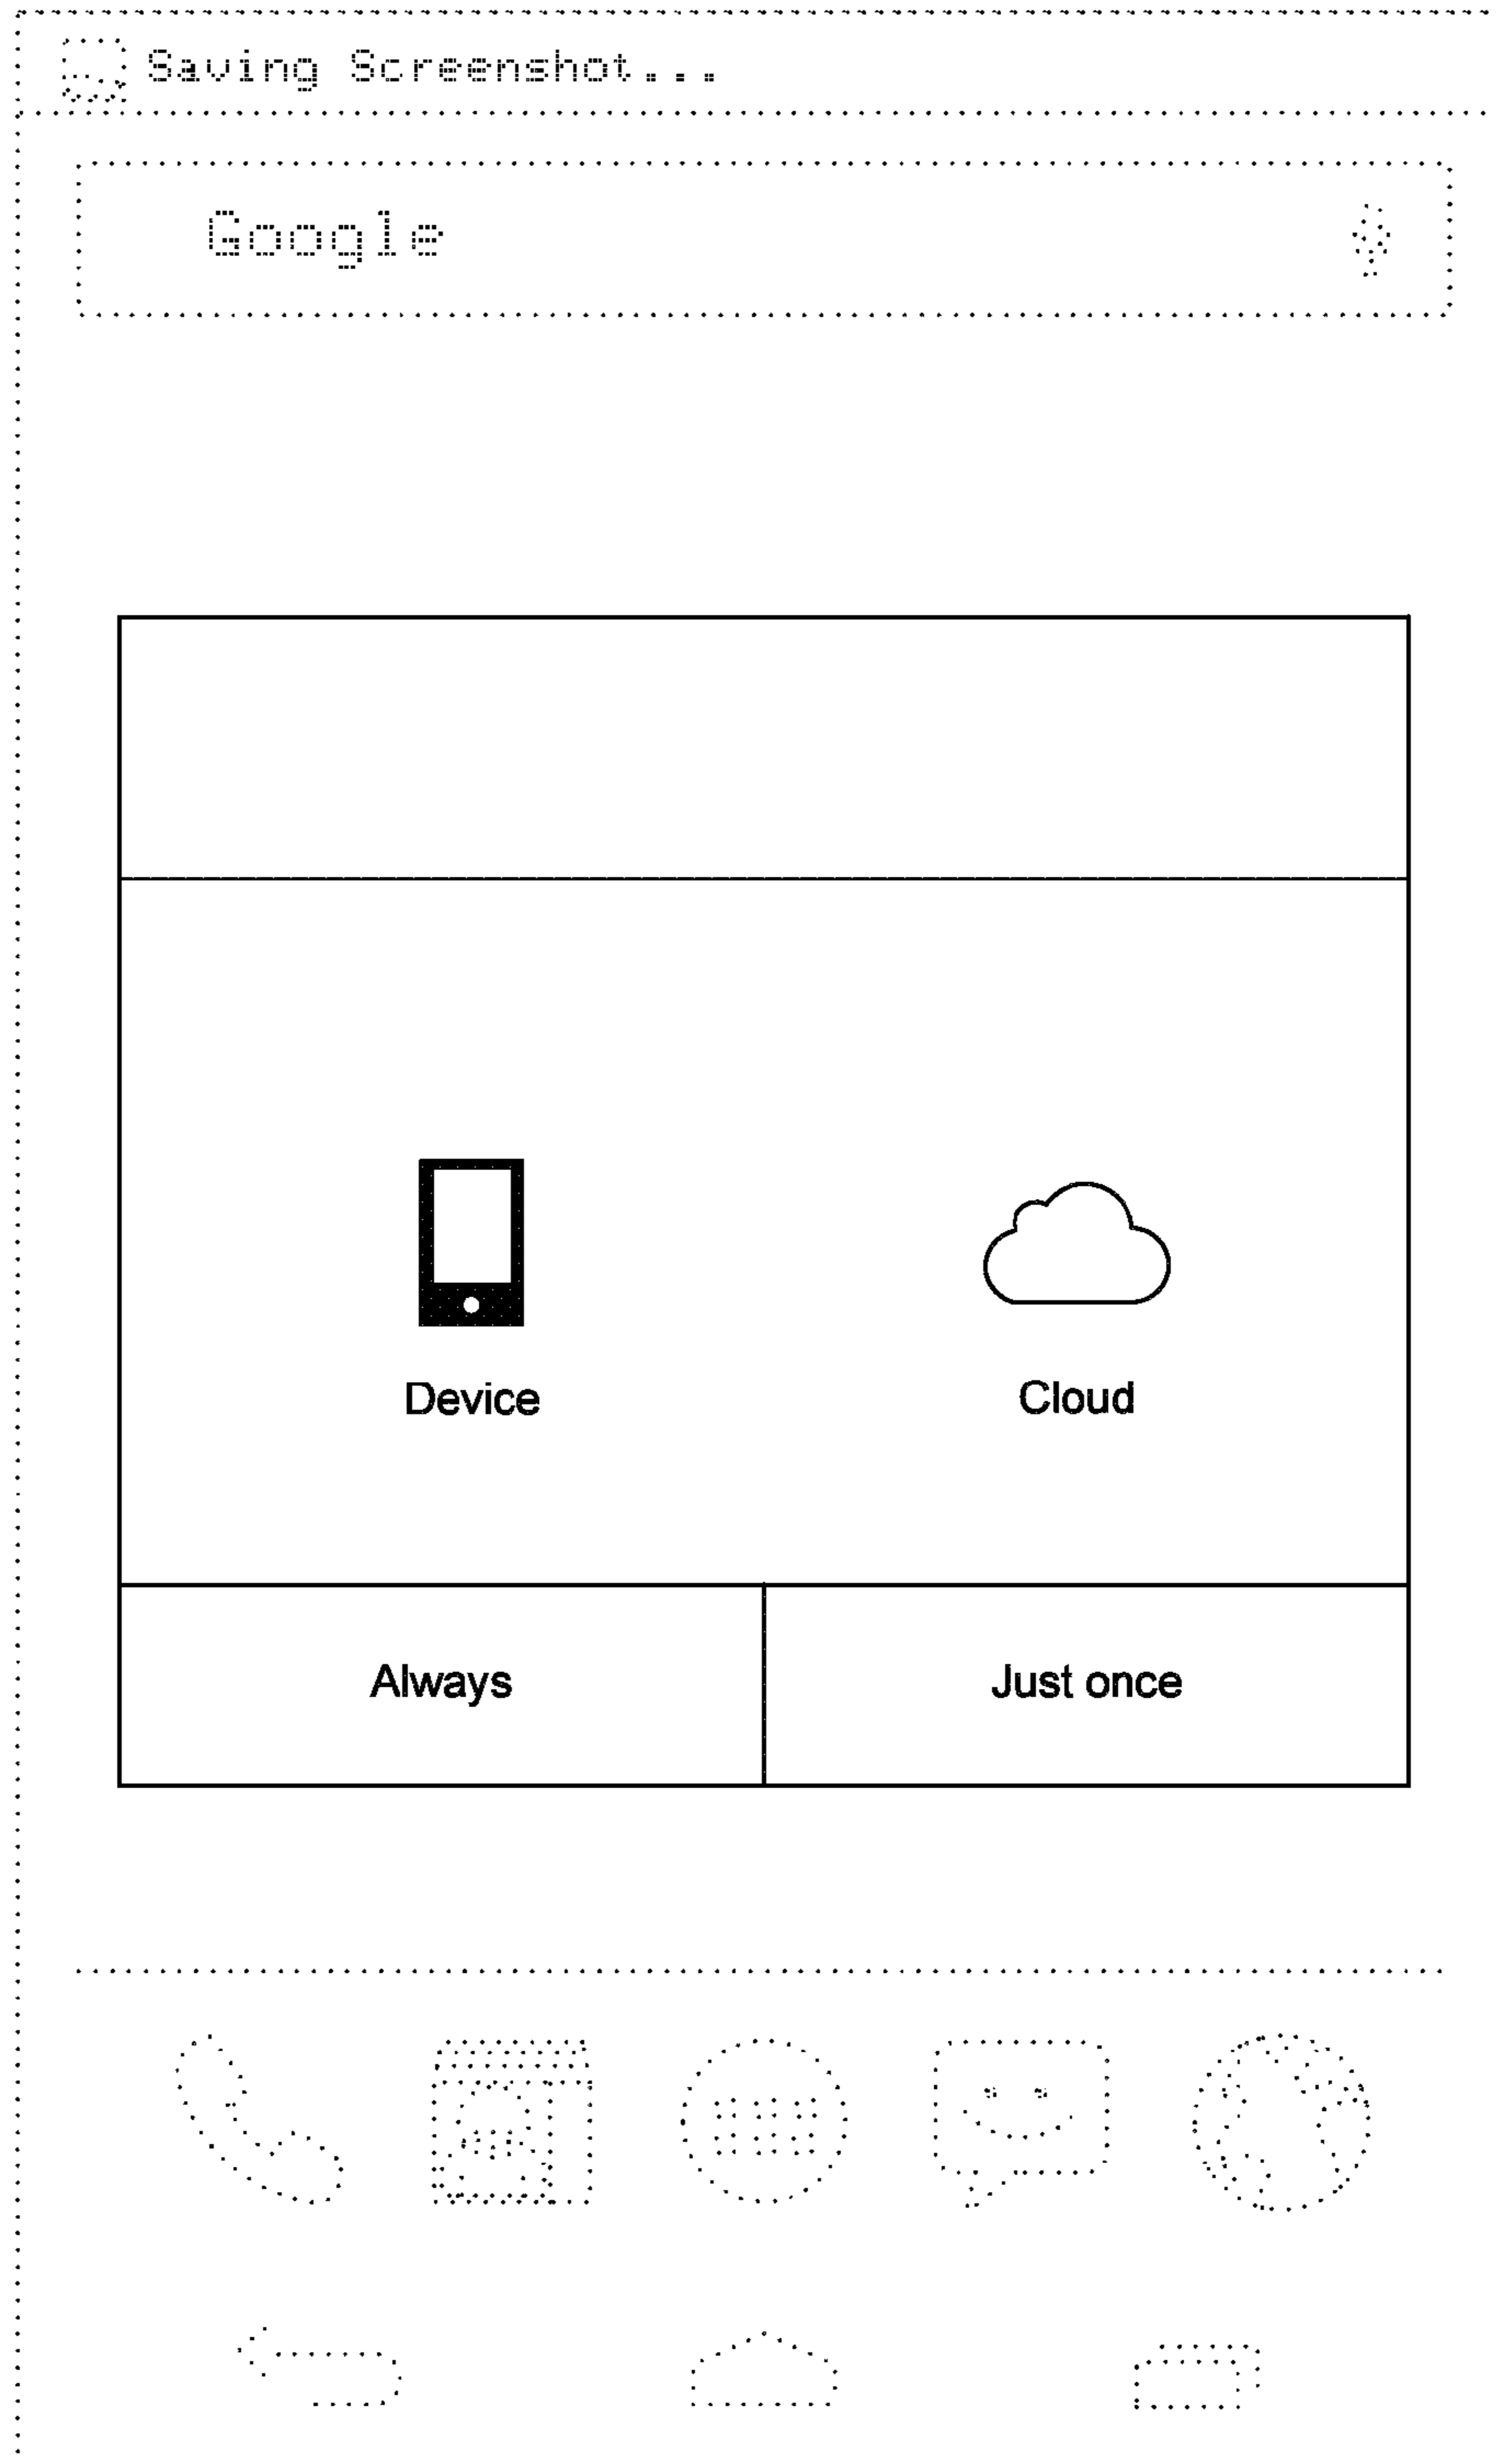 Saving Screenshot...
Google
Device
Cloud
Always
Just once